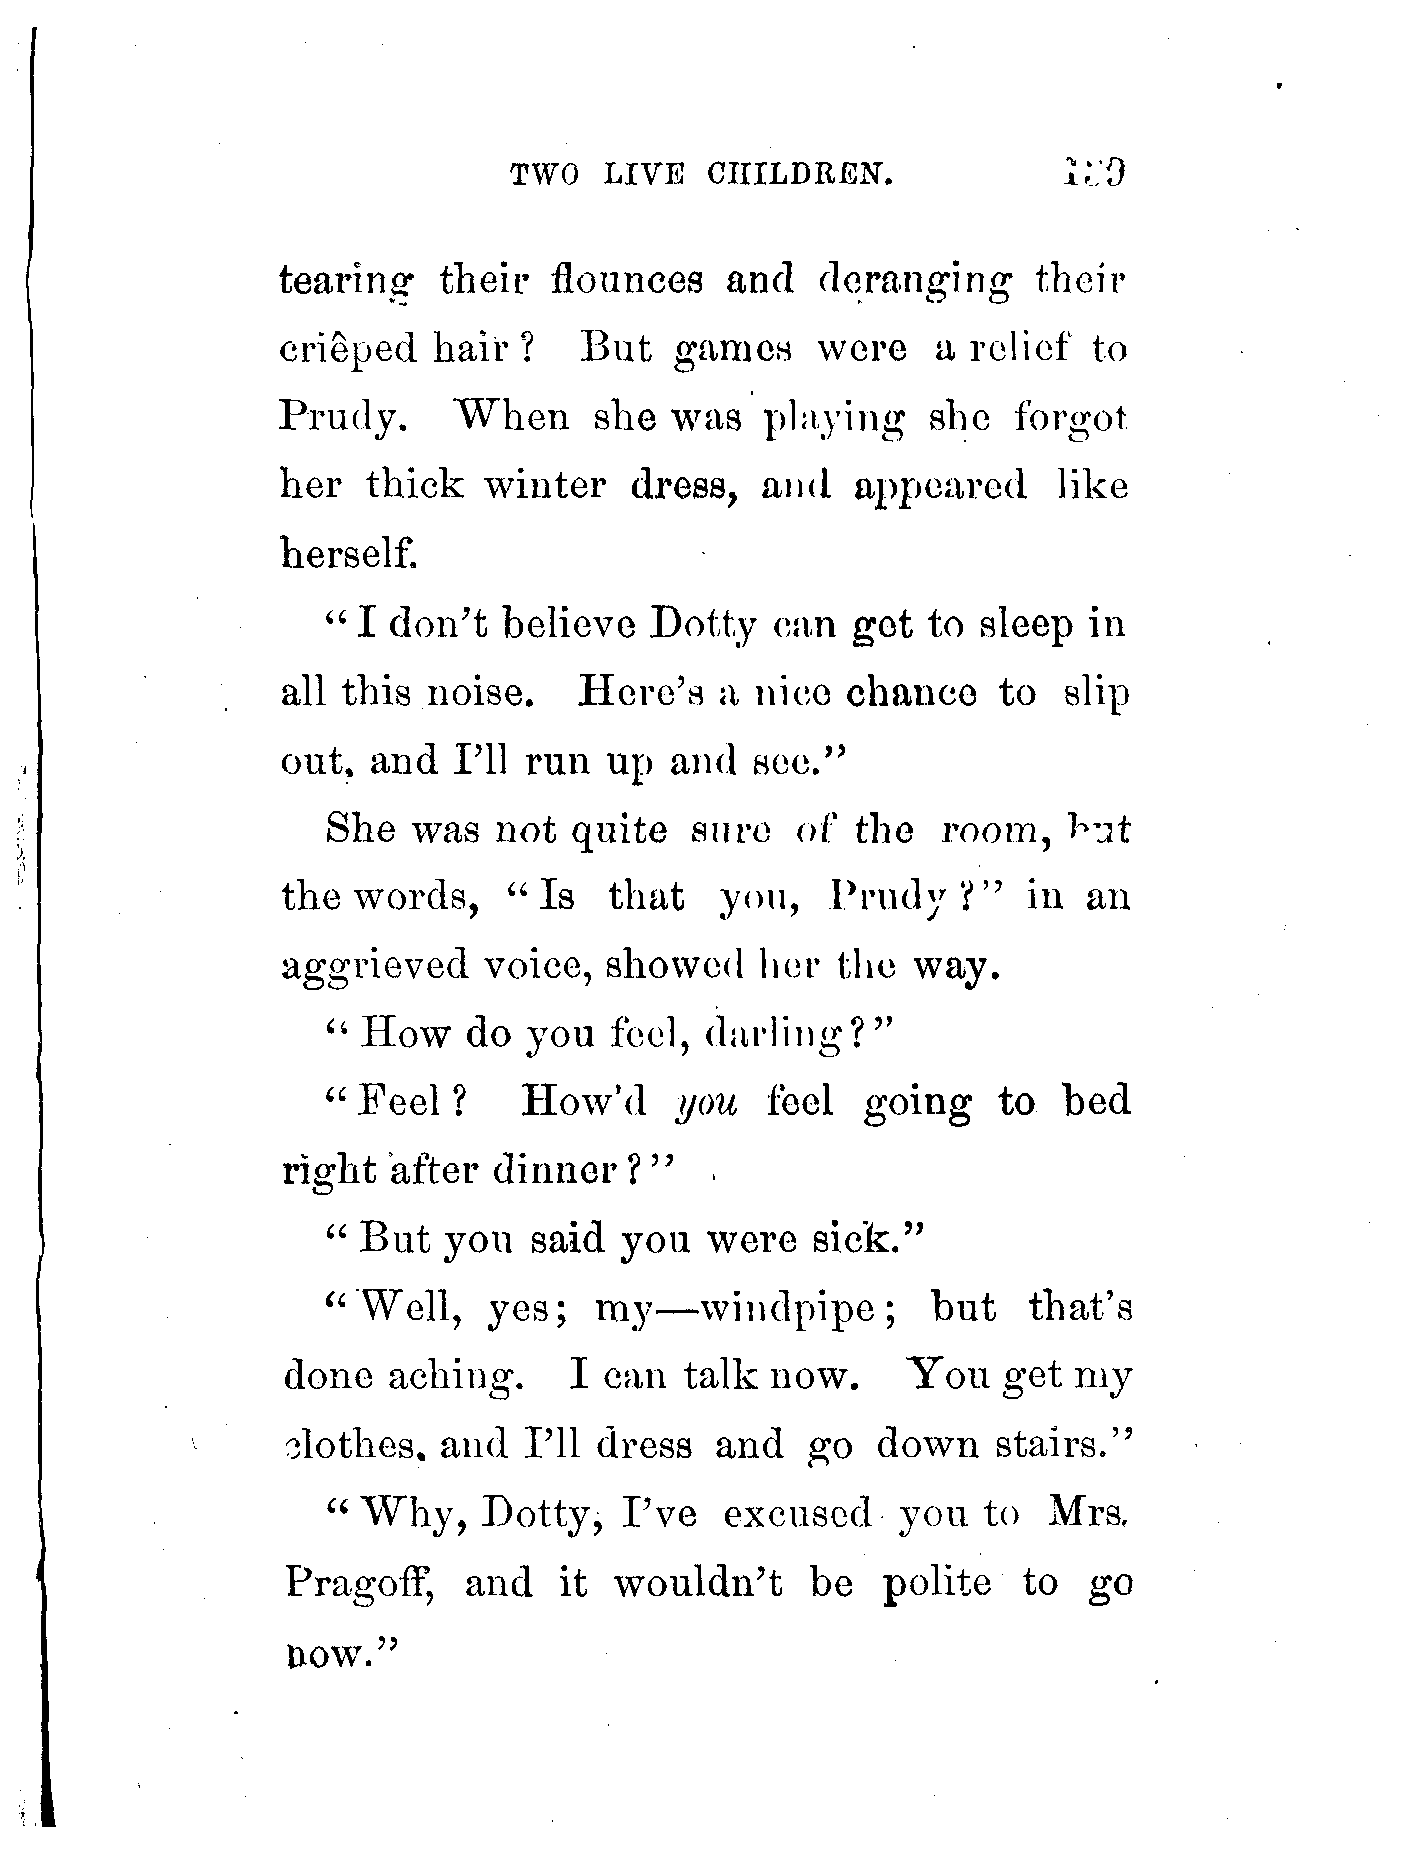 TWO LIVE CHILDREN.
tearing their flounces and deranging their
criêped hair? But games were a relief to
Prudy. When she was playing she forgot
her thick winter dress, and appeared like
herself.
“I don’t believe Dotty can get to sleep in
all this noise. Here’s a nice chance to slip
out, and I’ll run up and see.”
She was not quite sure of the room, but
the words, “Is that you, Prudy?” in an
aggrieved voice, showed her the way.
“How do you feel, darling?”
“Feel? How’d you feel going to bed
right after dinner?”
“But you said you were sick.”
“Well, yes; my—windpipe; but that’s
done aching. I can talk now. You get my
clothes, and I’ll dress and go down stairs.”
“Why, Dotty, I’ve excused you to Mrs.
Pragoff, and it wouldn’t be polite to go
now.”